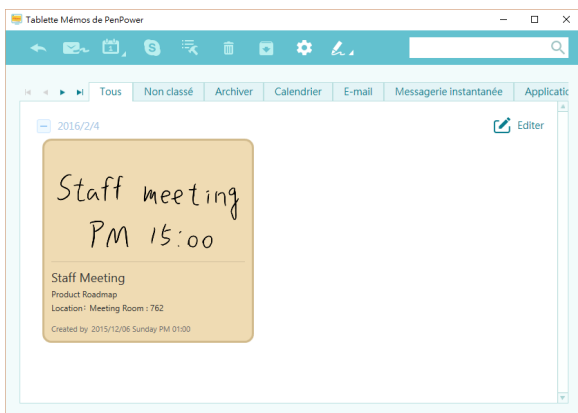 Tablette Mémos de PenPower
Tous Non classé Archiver Calendrier E-mail Messagerie instantanée Applicatic
2016/2/4 Editer
Staff meeting
PM 15:00
Staff Meeting
Product Roadmap
Location: Meeting Room : 762
Created by 2015/12/06 Sunday PM 01:00